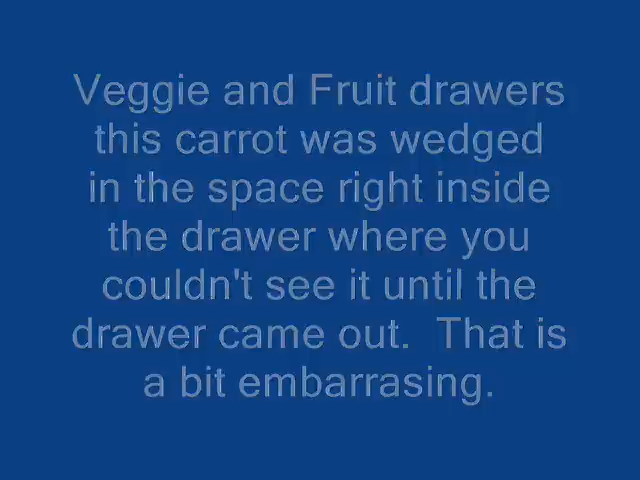 Veggie and Fruit drawers
this carrot was wedged
in the space right inside
the drawer where you
couldn't see it until the
drawer came out.  That is
a bit embarrasing.